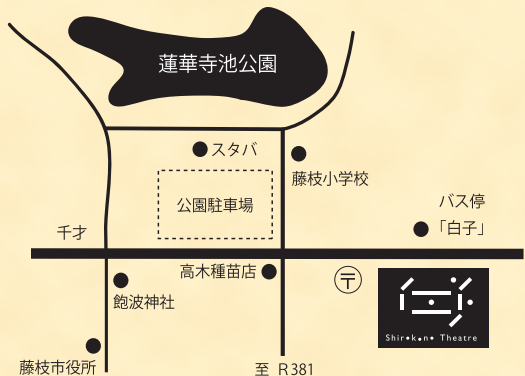 蓮華寺池公園
スタバ
藤枝小学校
公園駐車場
バス停
「白子」
千才
高木種苗店
〒
飽波神社
Shirokano Theatre
藤枝市役所
至 R381